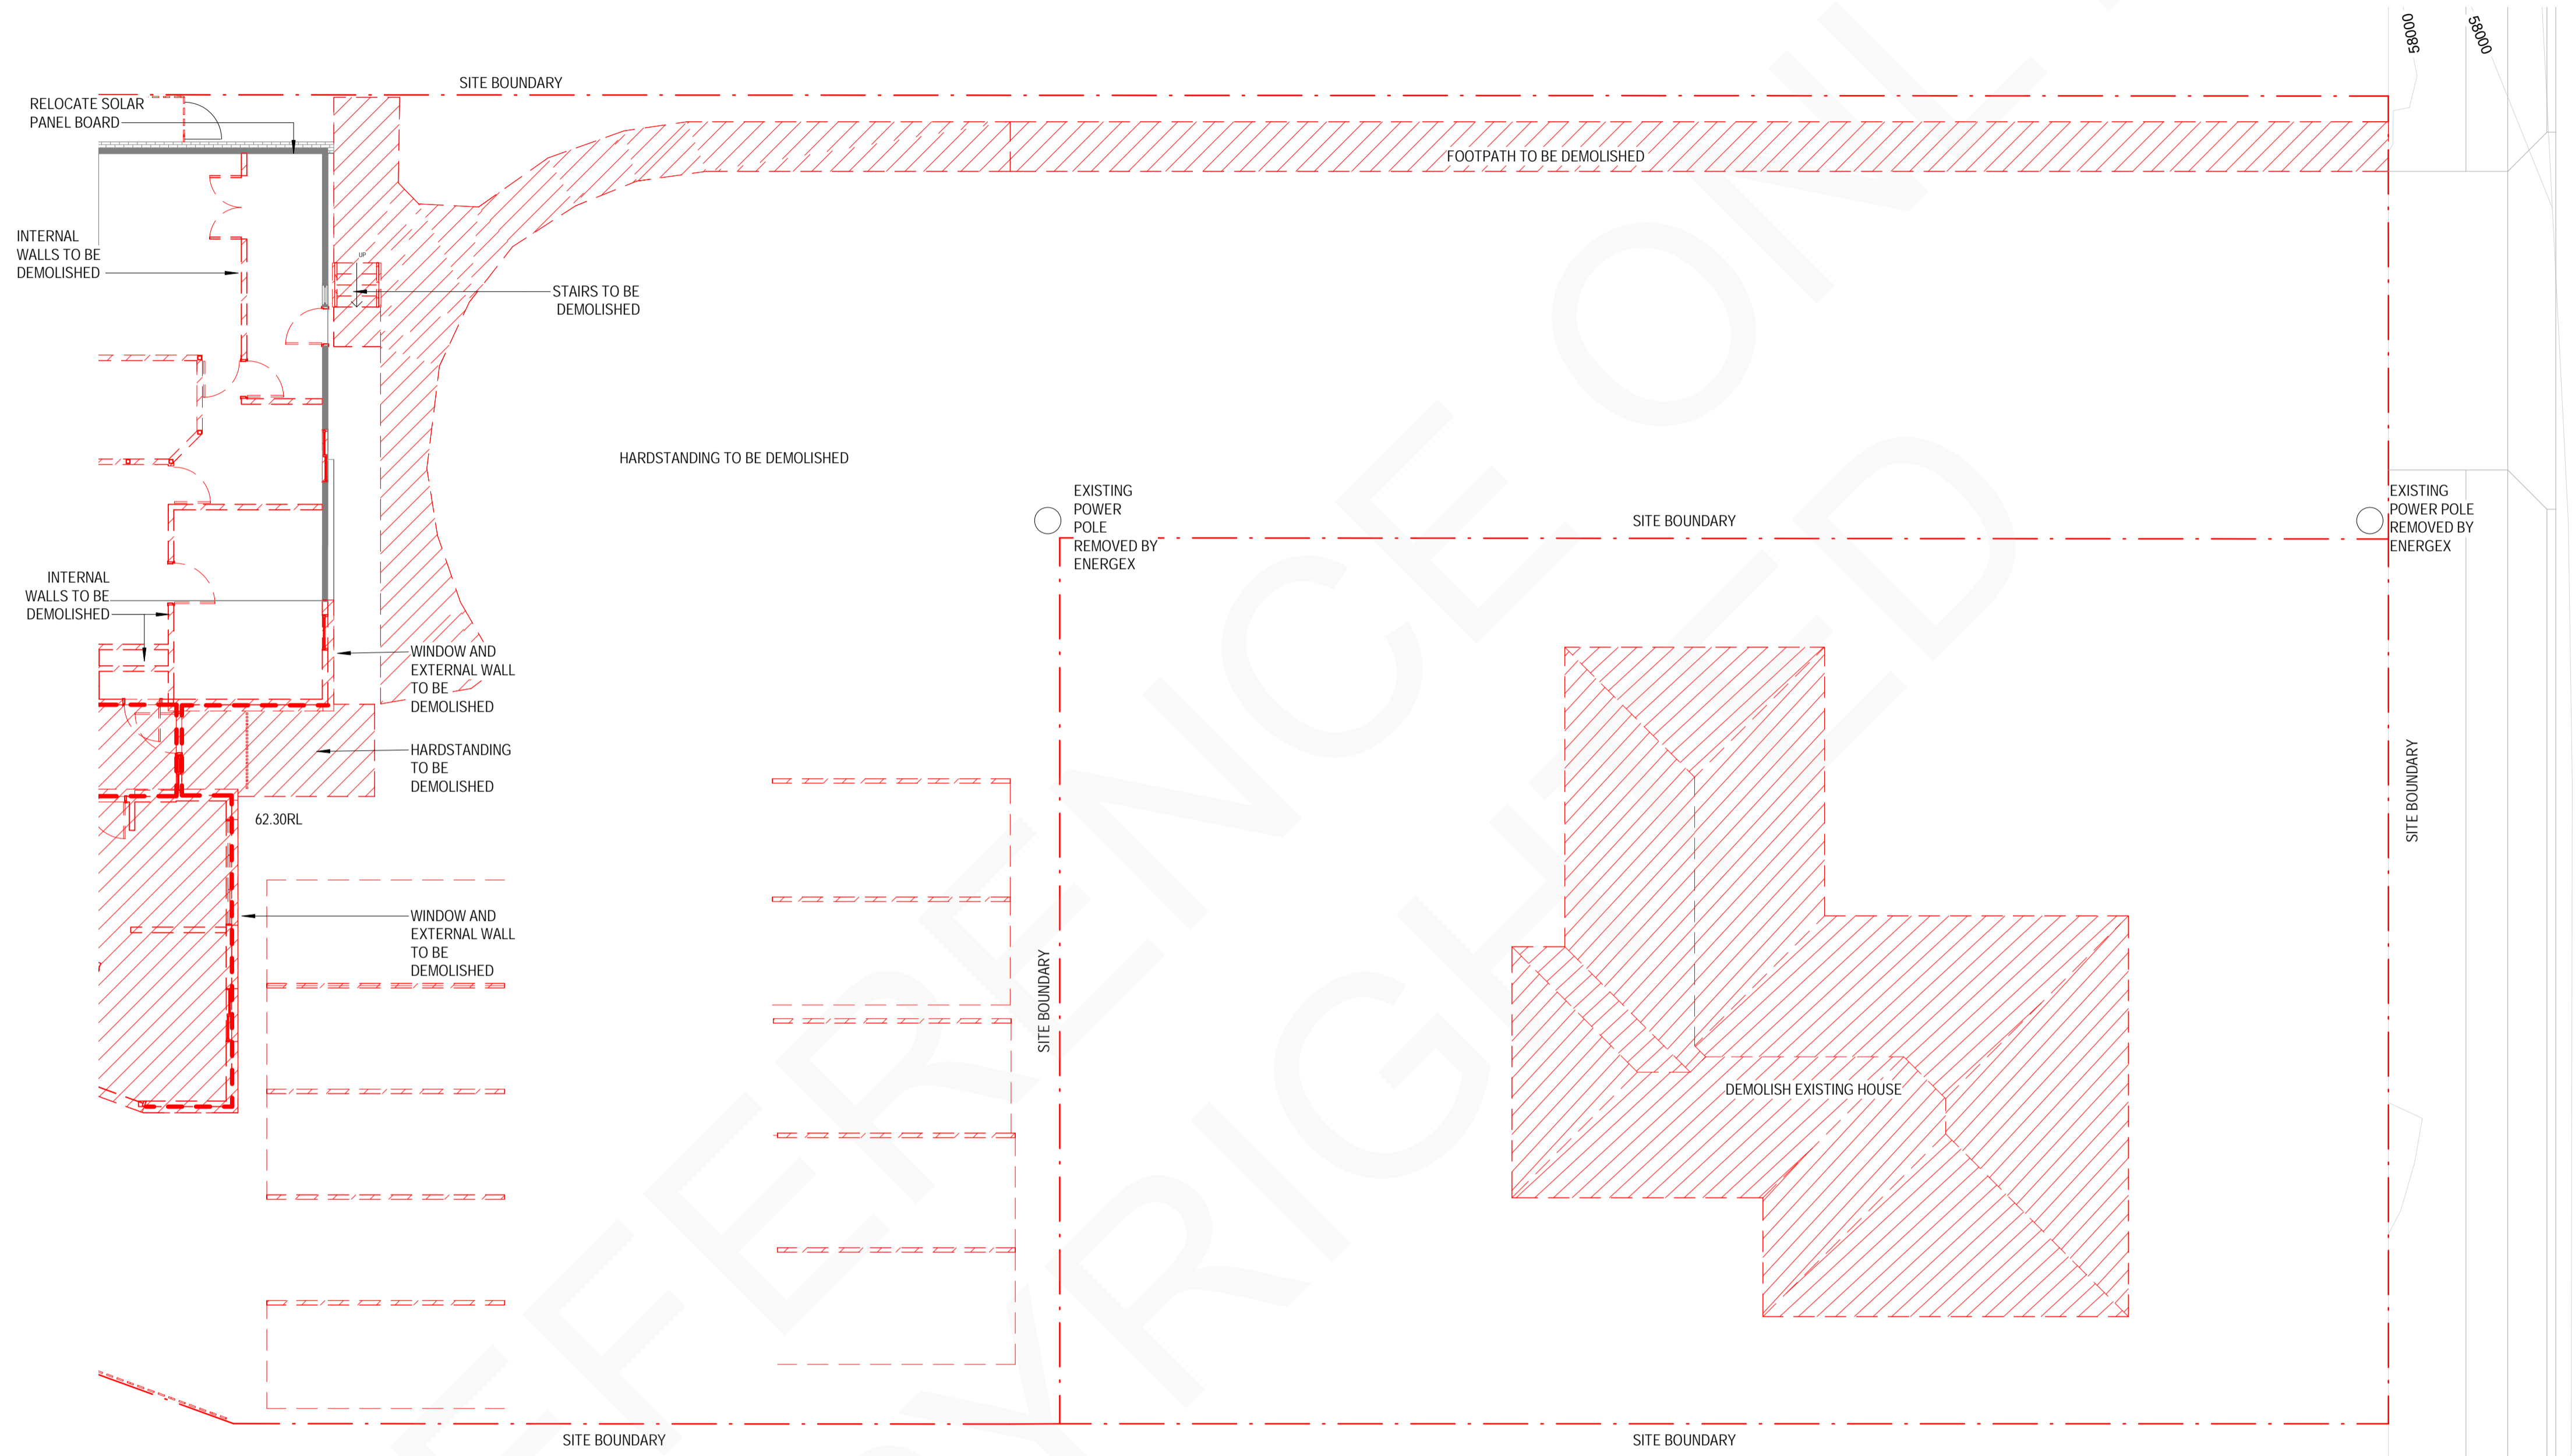 58000
58000
SITE BOUNDARY
RELOCATE SOLAR
PANEL BOARD
FOOTPATH TO BE DEMOLISHED
INTERNAL
WALLS TO BE
DEMOLISHED
UP
STAIRS TO BE
DEMOLISHED
HARDSTANDING TO BE DEMOLISHED
EXISTING
POWER
POLE
REMOVED BY
ENERGEX
SITE BOUNDARY
EXISTING
POWER POLE
REMOVED BY
ENERGEX
INTERNAL
WALLS TO BE
DEMOLISHED
WINDOW AND
EXTERNAL WALL
TO BE
DEMOLISHED
HARDSTANDING
TO BE
DEMOLISHED
SITE BOUNDARY
62.30RL
WINDOW AND
EXTERNAL WALL
TO BE
DEMOLISHED
SITE BOUNDARY
DEMOLISH EXISTING HOUSE
SITE BOUNDARY
SITE BOUNDARY